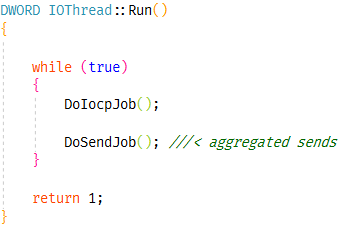 DWORD IOThread::Run()
{
while (true)
{
DoIocpJob();
DoSendJob(); ///< aggregated sends
}
return 1;
}